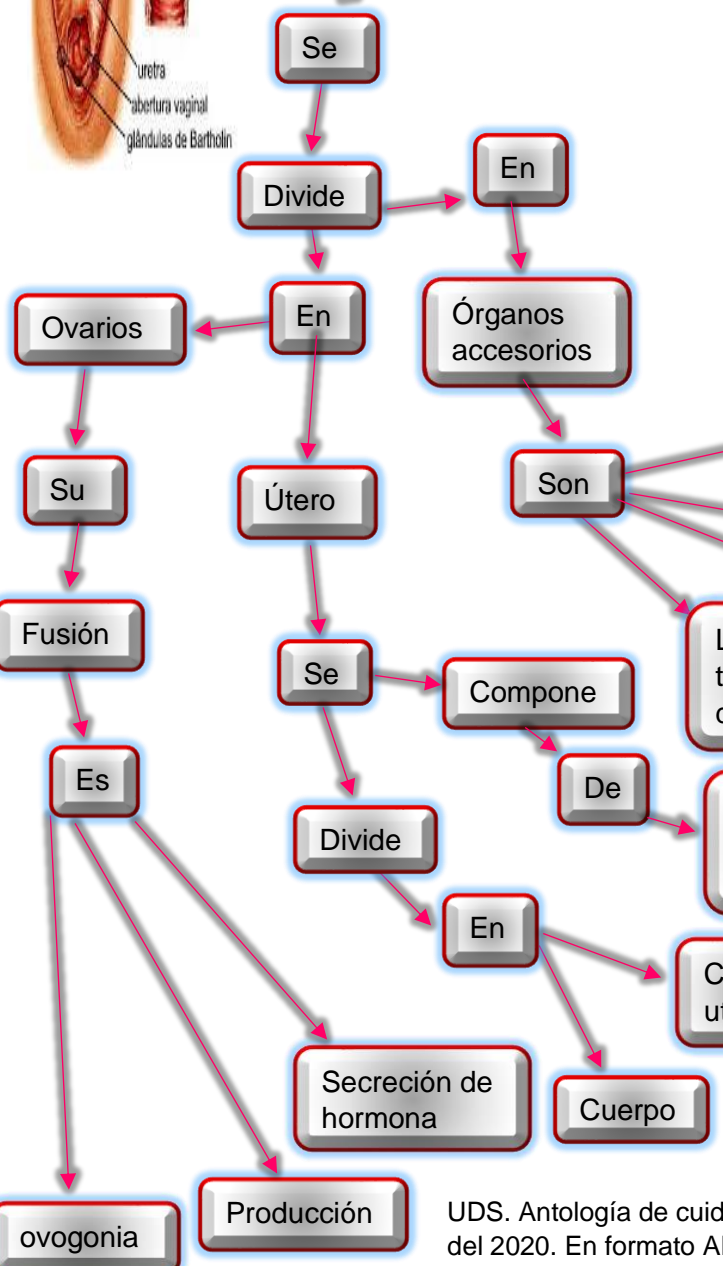 Se
uretra
abertura vaginal
glándulas de Bartholin
En
Divide
En
Órganos
accesorios
Ovarios
Su
Útero
Son
Fusión
Se
Compone
Es
De
Divide
En
Secreción de
hormona
Cuerpo
Producción
ovogonia
UDS. Antología de
del 2020. En formato